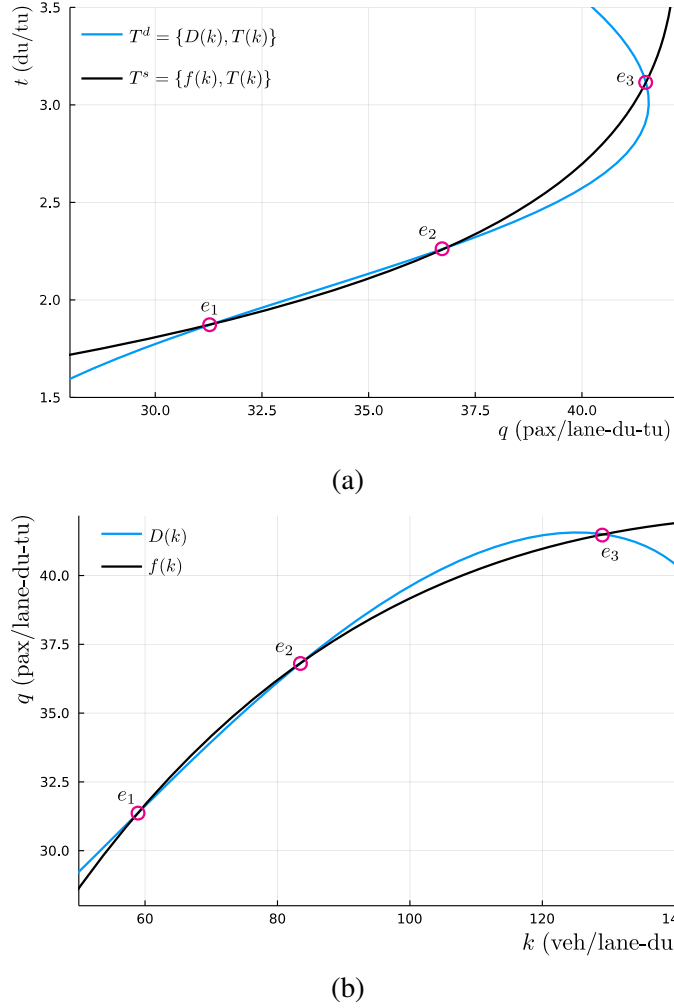 3.5
3.0
2.5
2.0
1.5
t (du/tu)
T^d = {D(k), T(k)}
T^s = {f(k), T(k)}
e_3
e_2
e_1
30.0 32.5 35.0 37.5 40.0
q (pax/lane-du-tu)
(a)
q (pax/lane-du-tu)
D(k)
f(k)
40.0
37.5
35.0
32.5
30.0
e_3
e_2
e_1
60 80 100 120 14
k (veh/lane-du
(b)